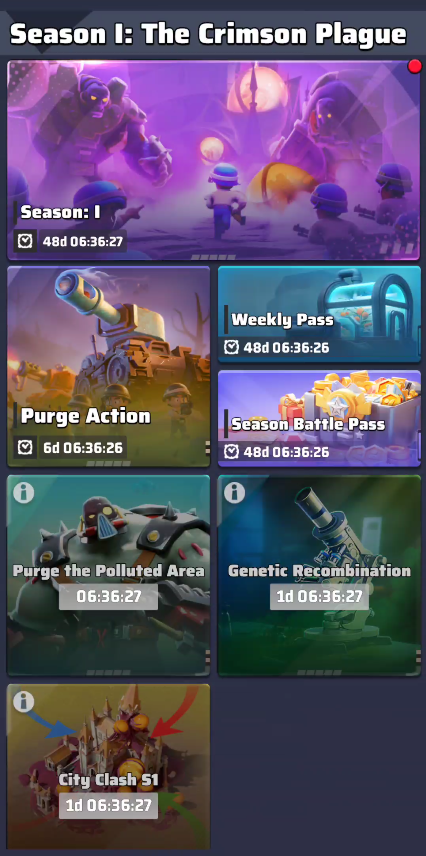 Season I: The Crimson Plague
Season: I
48d 06:36:27
Purge Action
6d 06:36:26
Weekly Pass
48d 06:36:26
Season Battle Pass
48d 06:36:26
Purge the Polluted Area
06:36:27
Genetic Recombination
1d 06:36:27
City Clash S1
1d 06:36:27